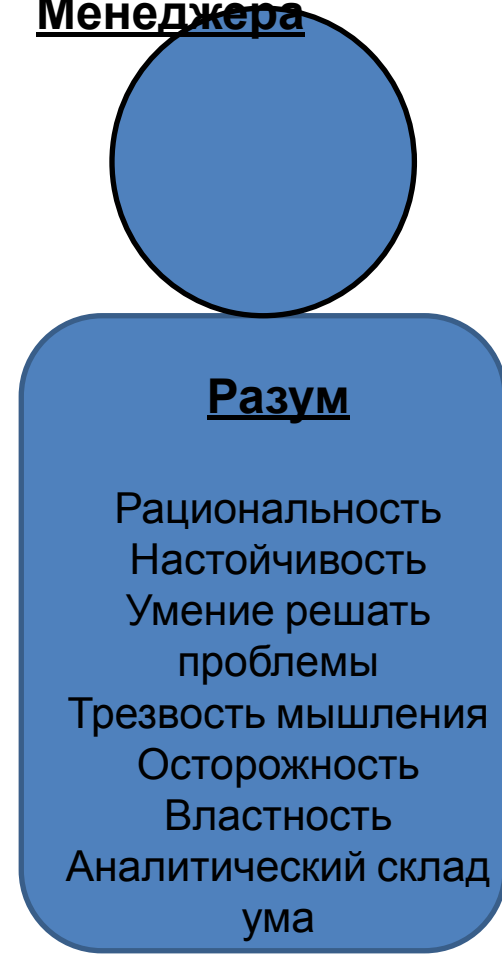 Менеджера
Разум
Рациональность
Настойчивость
Умение решать
проблемы
Трезвость мышления
Осторожность
Властность
Аналитический склад
ума